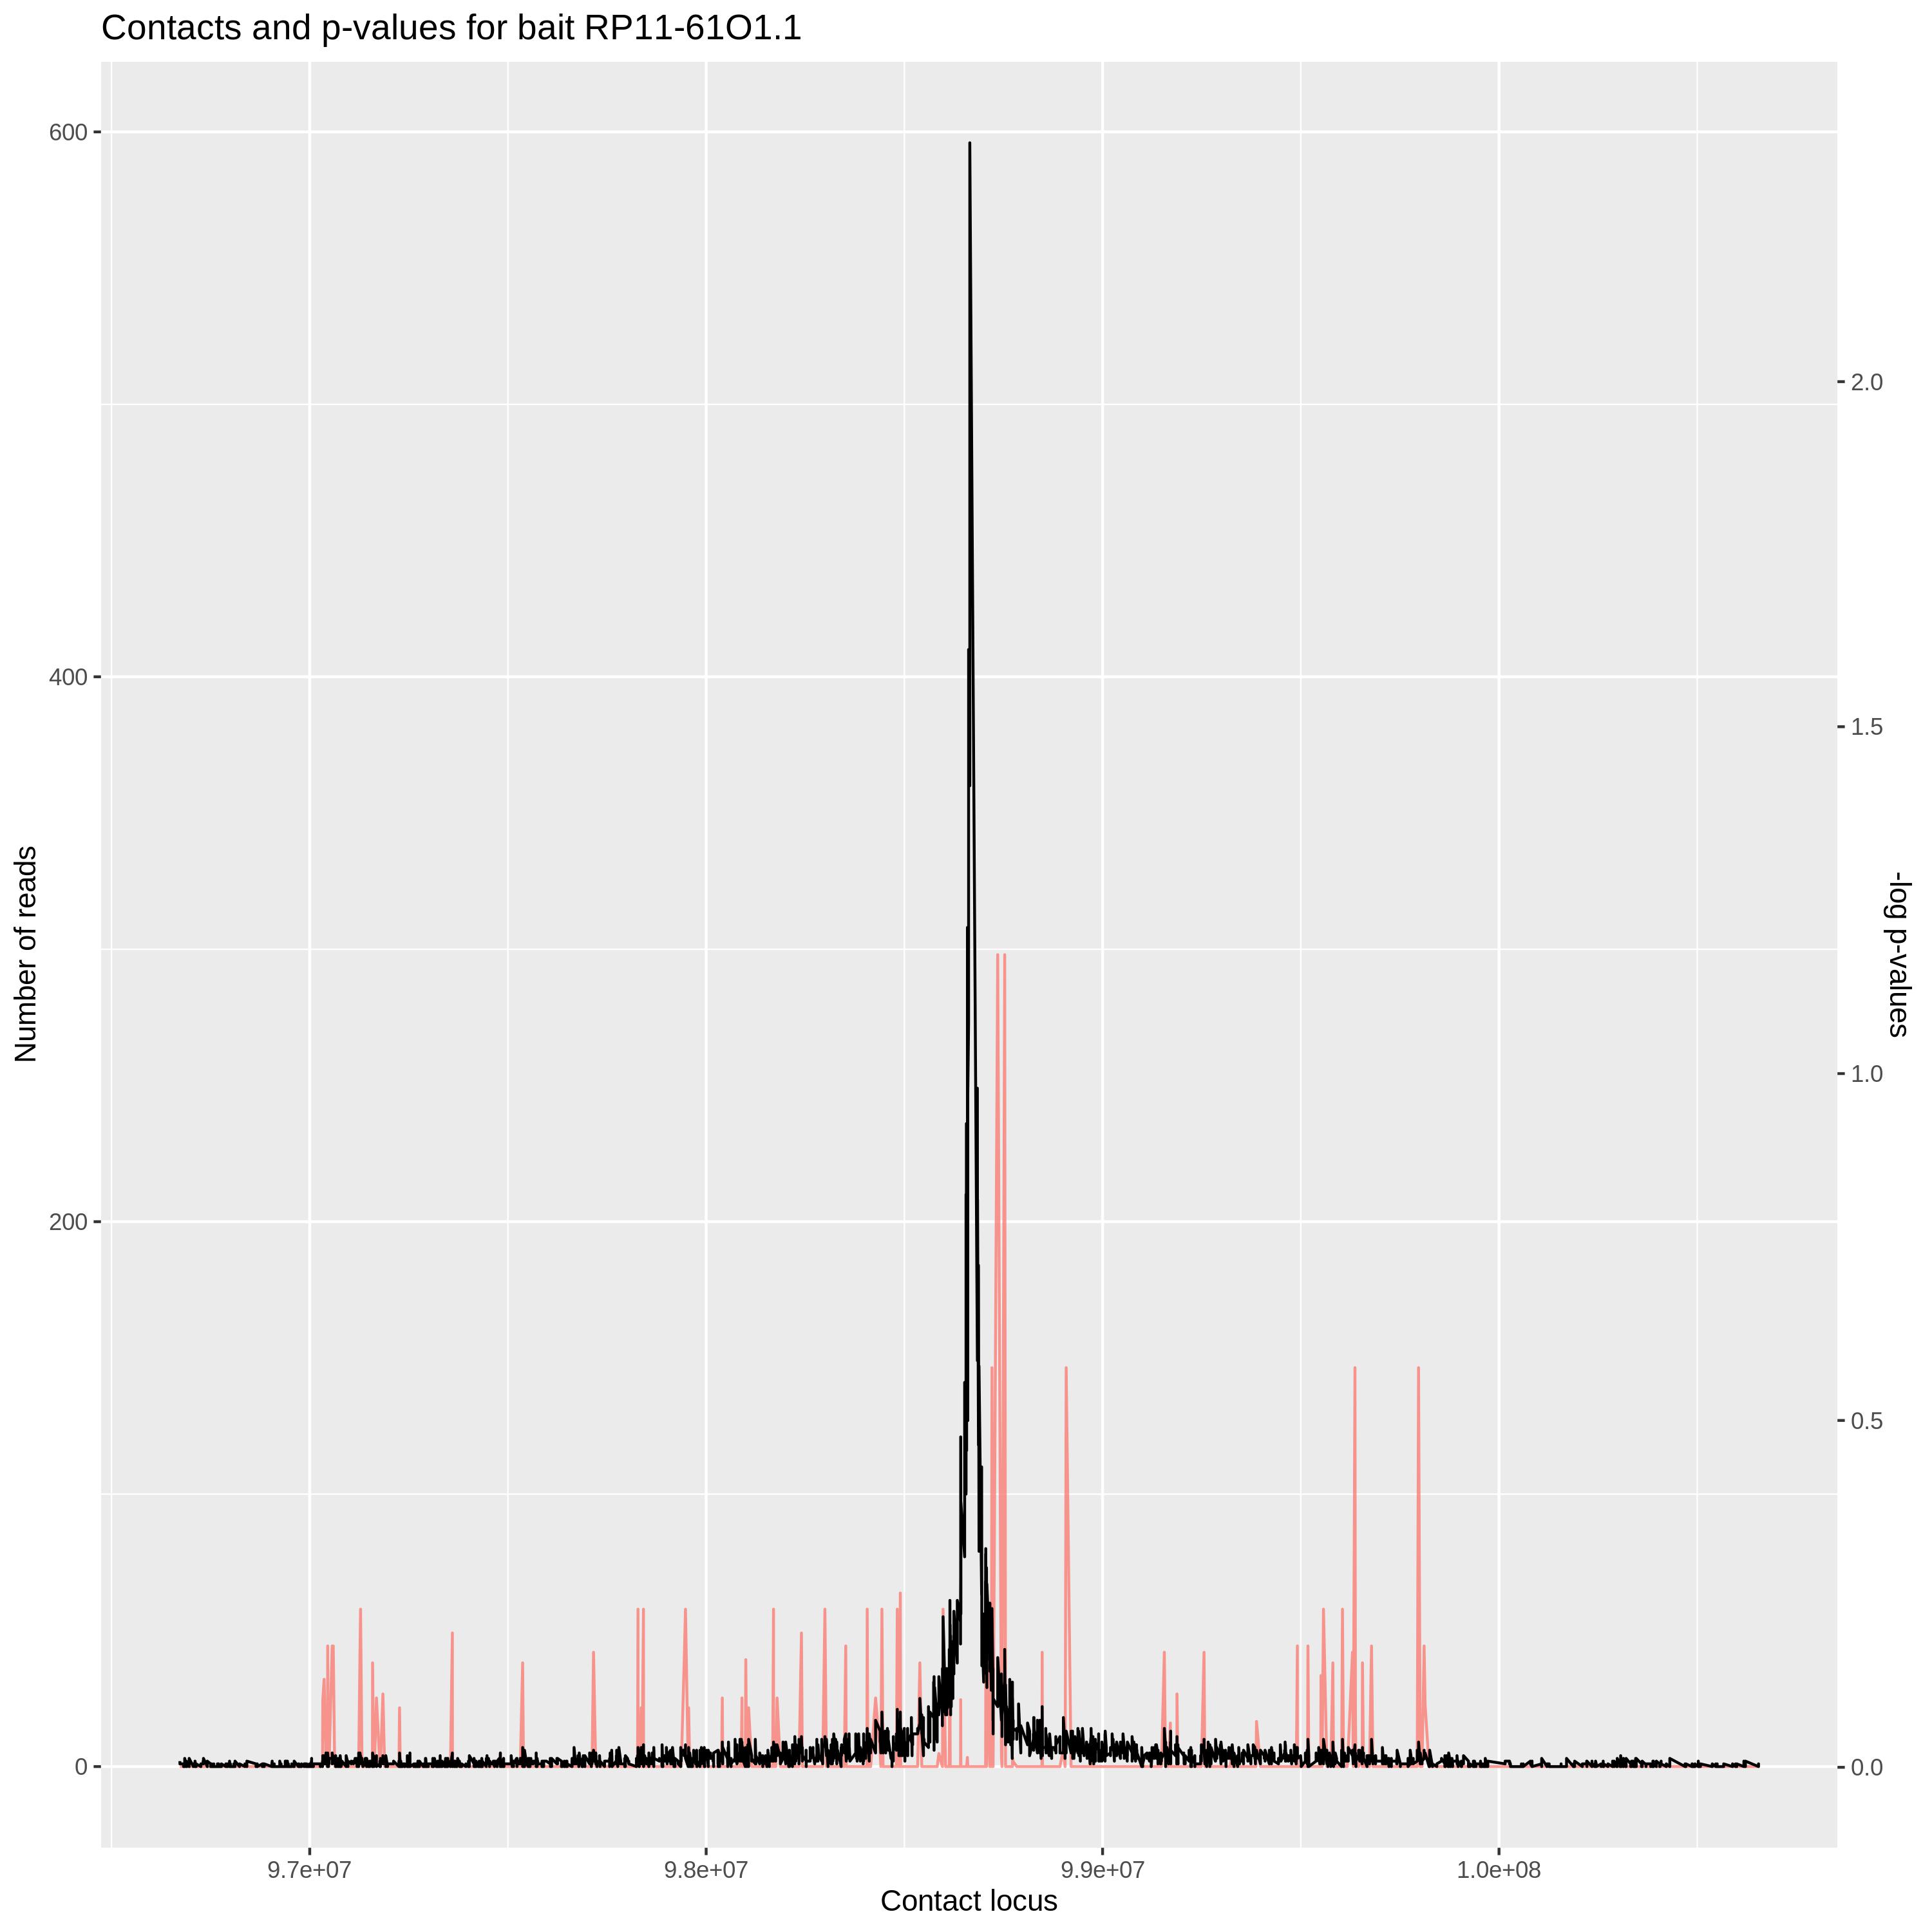 Contacts and p-values for bait RP11-61O1.1
600
400
200
0
Number of reads
2.0
1.5
1.0
0.5
0.0
-log p-values
9.7e+07
9.8e+07
9.9e+07
1.0e+08
Contact locus